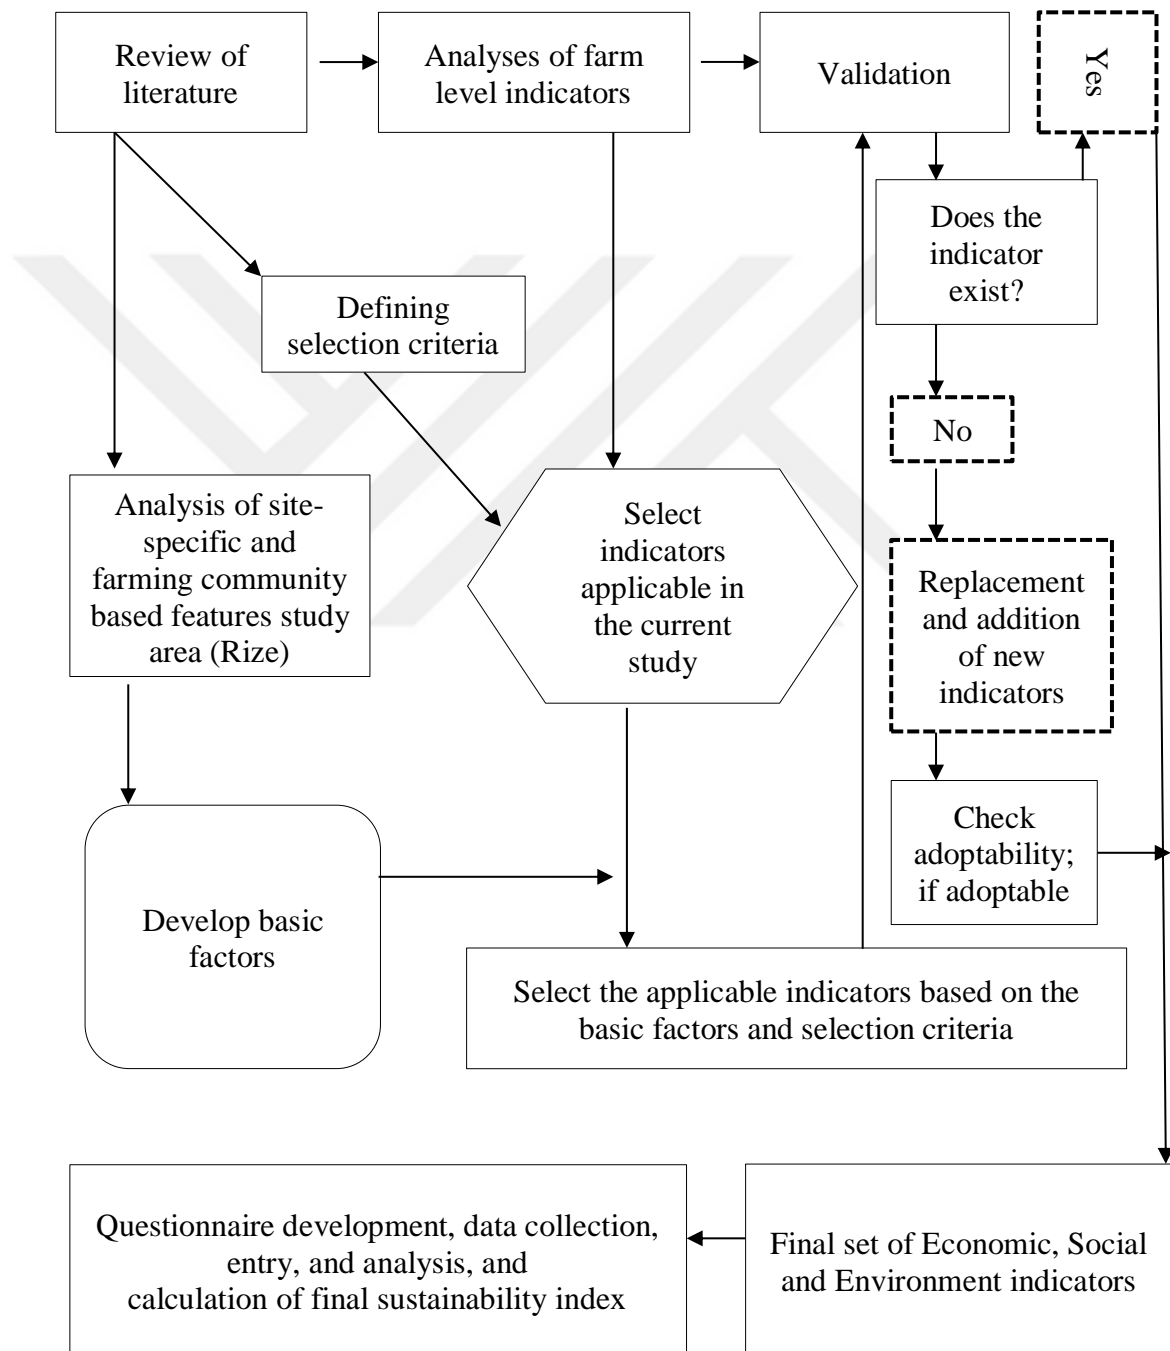 Review of
literature
Analyses of farm
level indicators
Validation
Yes
Does the
indicator
exist?
Defining
selection criteria
No
Analysis of site-
specific and
farming community
based features study
area (Rize)
Select
indicators
applicable in
the current
study
Replacement
and addition
of new
indicators
Check
adoptability;
if adoptable
Develop basic
factors
Select the applicable indicators based on the
basic factors and selection criteria
Questionnaire development, data collection,
entry, and analysis, and
calculation of final sustainability index
Final set of Economic, Social
and Environment indicators